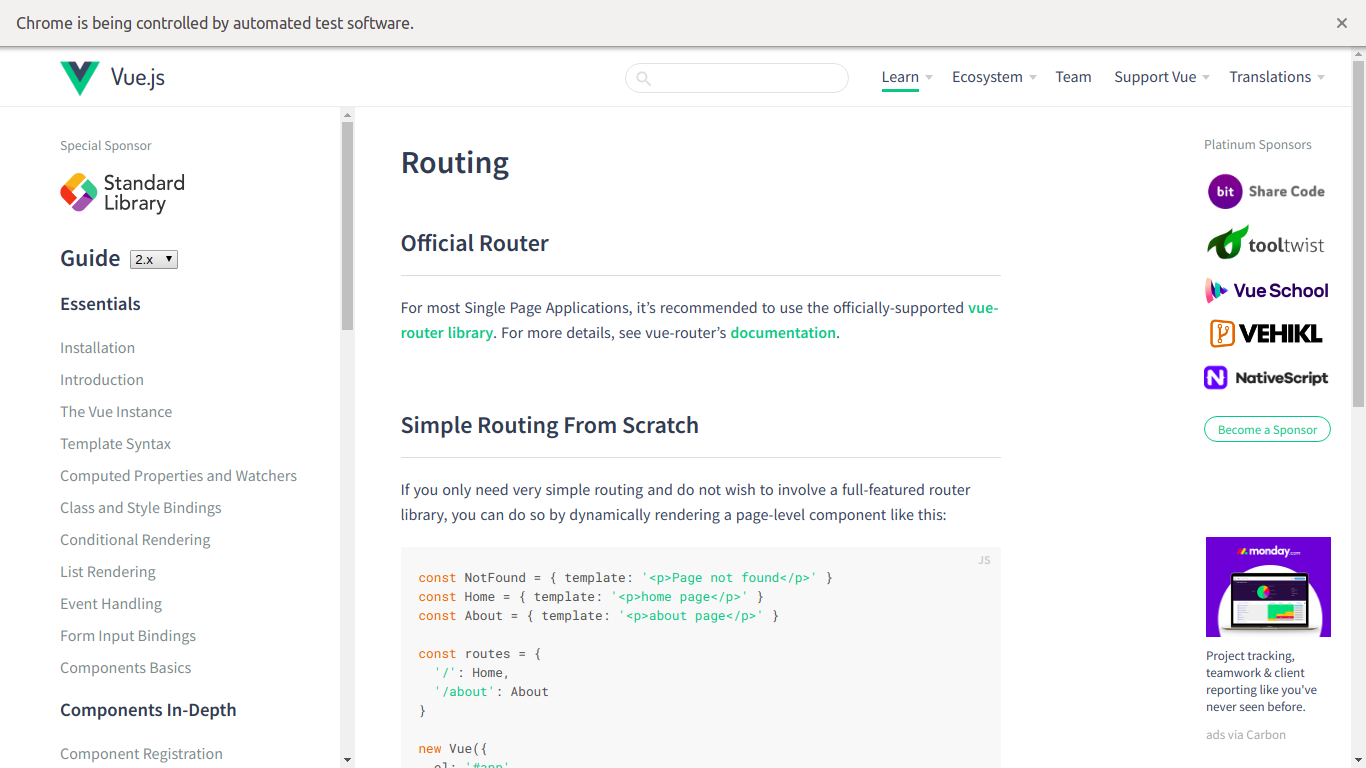 Chrome is being controlled by automated test software.
Vue.js
Learn
Ecosystem
Team
Support Vue
Translations
Special Sponsor
Standard
Library
Guide 2.x
Essentials
Installation
Introduction
The Vue Instance
Template Syntax
Computed Properties and Watchers
Class and Style Bindings
Conditional Rendering
List Rendering
Event Handling
Form Input Bindings
Components Basics
Components In-Depth
Component Registration
Routing
Official Router
For most Single Page Applications, it’s recommended to use the officially-supported vue-
router library. For more details, see vue-router’s documentation.
Simple Routing From Scratch
If you only need very simple routing and do not wish to involve a full-featured router
library, you can do so by dynamically rendering a page-level component like this:
JS
const NotFound = { template: '<p>Page not found</p>' }
const Home = { template: '<p>home page</p>' }
const About = { template: '<p>about page</p>' }
const routes = {
'/': Home,
'/about': About
}
new Vue({
el: '#app',
Platinum Sponsors
bit Share Code
tooltwist
Vue School
VEHIKL
NativeScript
Become a Sponsor
monday.com
Project tracking,
teamwork & client
reporting like you've
never seen before.
ads via Carbon